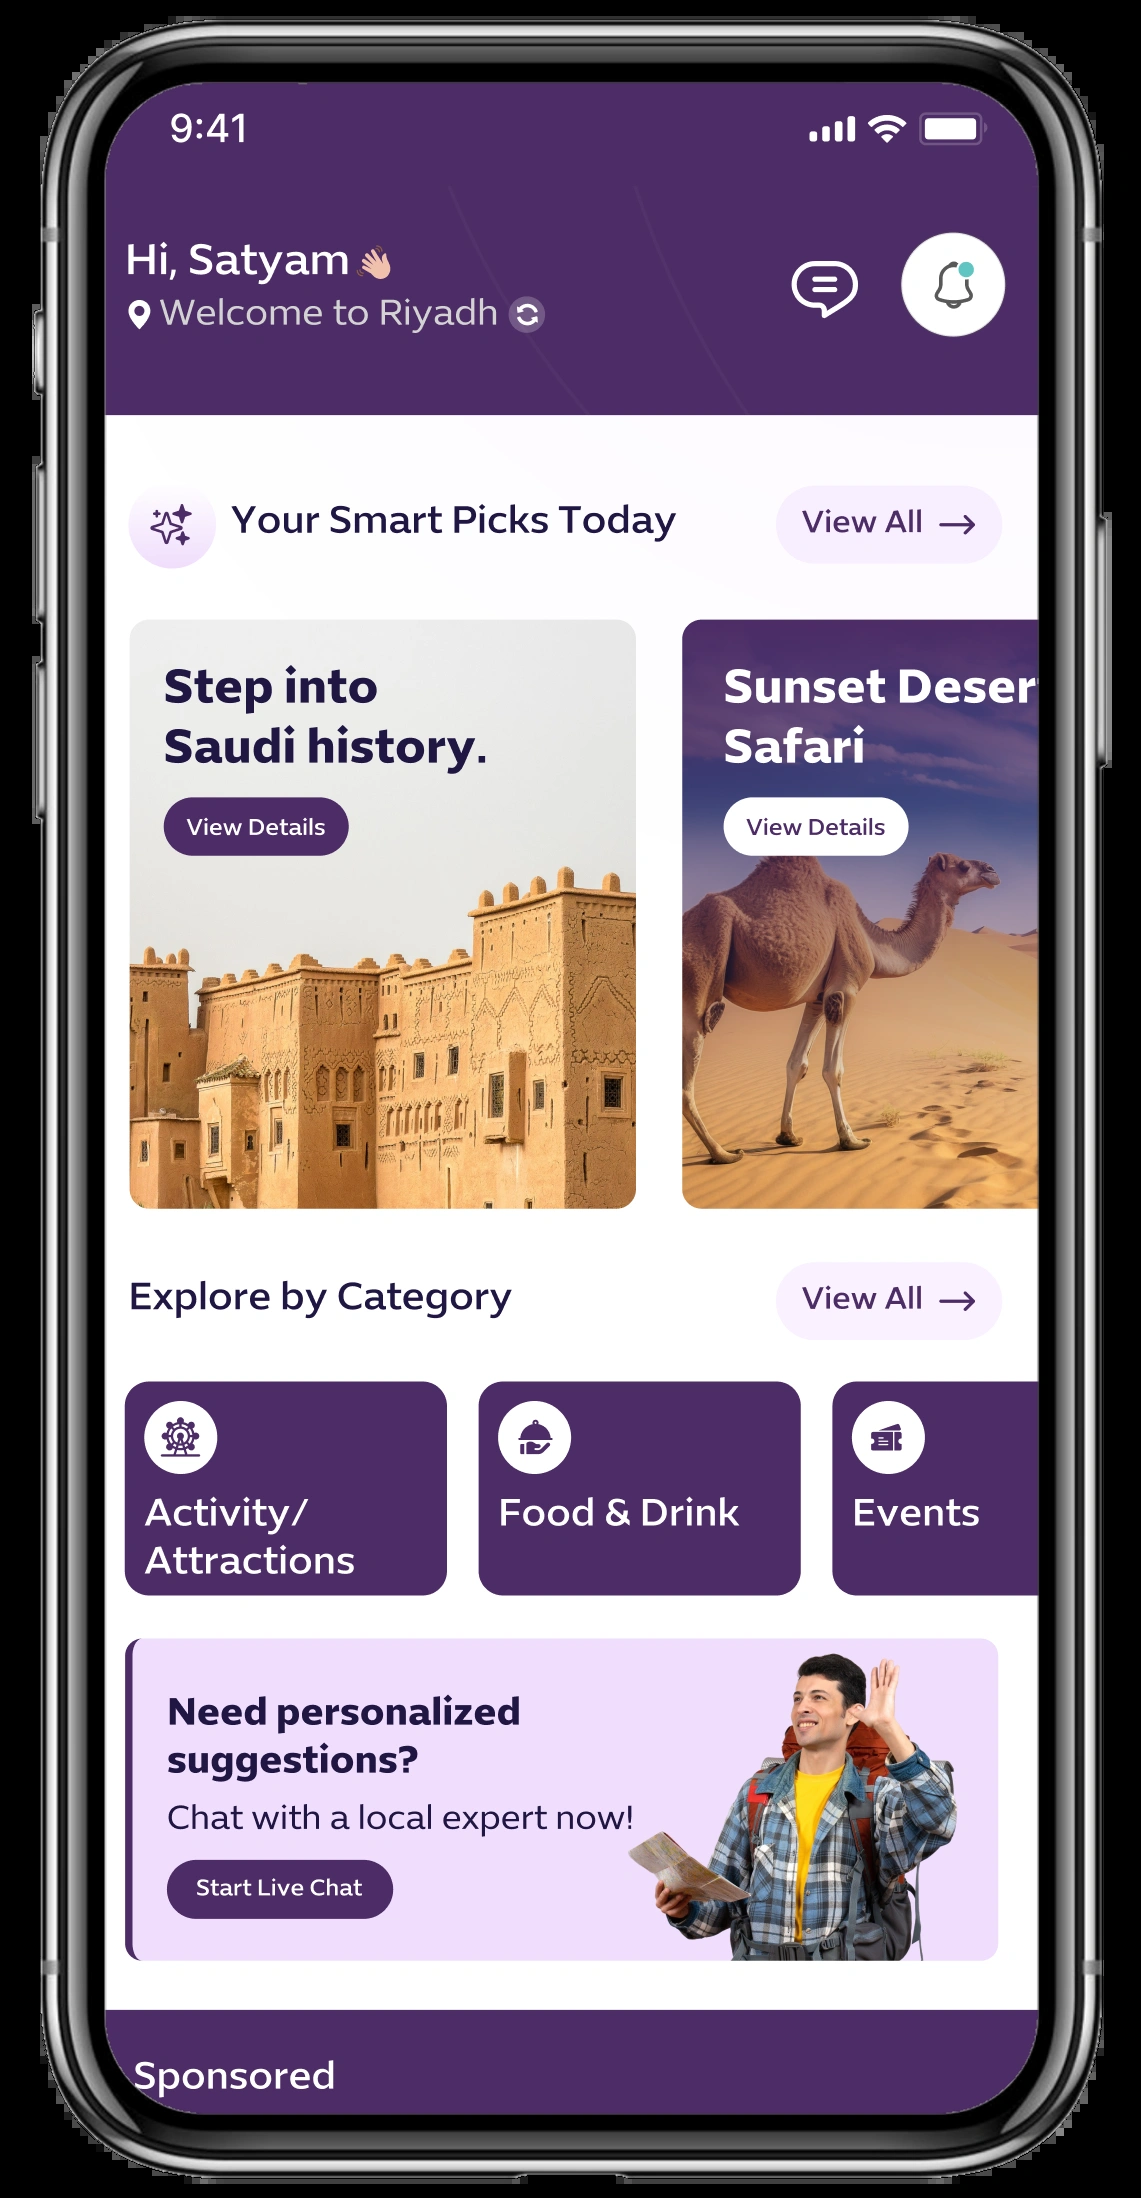 9:41
Hi, Satyam👋
Welcome to Riyadh
Your Smart Picks Today
View All →
Step into
Saudi history.
View Details
Sunset Deser
Safari
View Details
Explore by Category
View All →
Activity/
Attractions
Food & Drink
Events
Need personalized
suggestions?
Chat with a local expert now!
Start Live Chat
Sponsored